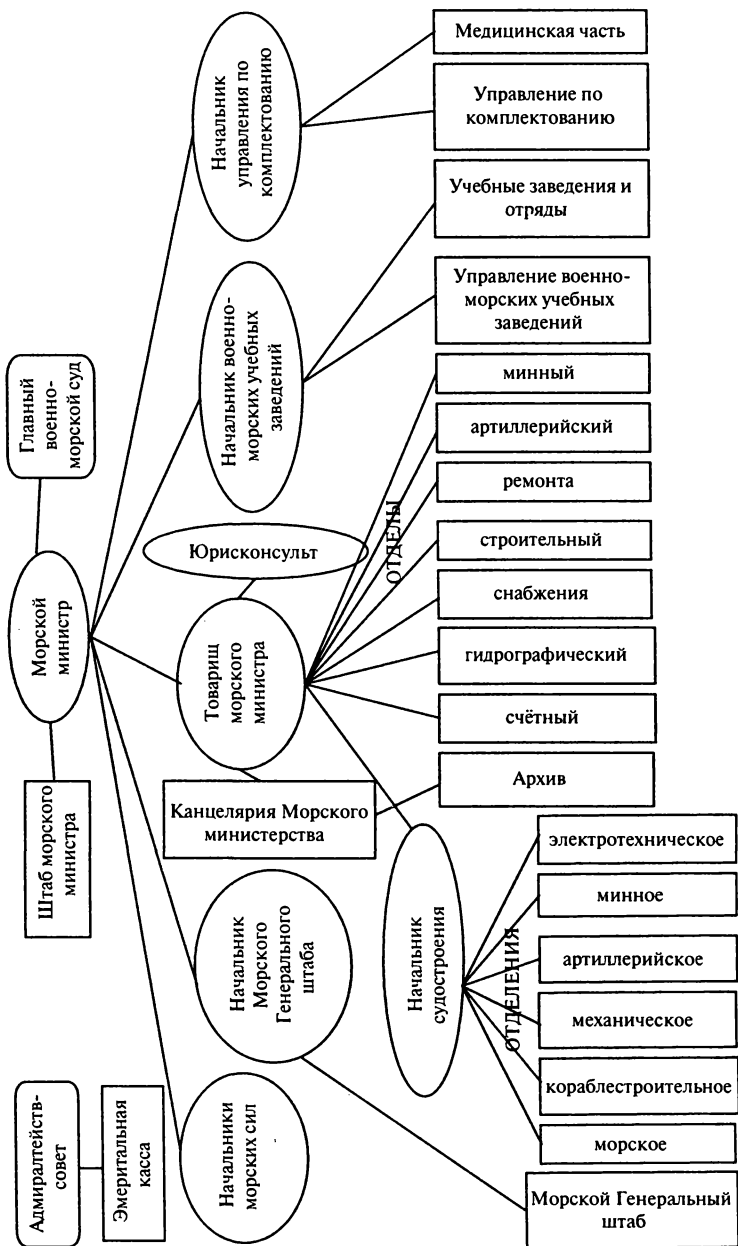 Адмиралтейств-
совет
Эмеритальная
касса
Штаб морского
министра
Морской
министр
Главный
военно-
морской суд
Начальники
морских сил
Начальник
Морского
Генерального
штаба
Канцелярия Морского
министерства
Товарищ
морского
министра
Юрисконсульт
Начальник военно-
морских учебных
заведений
Начальник
управления по
комплектованию
Начальник
судостроения
ОТДЕЛЫ
Архив
счётный
гидрографический
снабжения
строительный
ремонта
артиллерийский
минный
Управление военно-
морских учебных
заведений
Учебные заведения и
отряды
Управление по
комплектованию
Медицинская часть
ОТДЕЛЕНИЯ
Морской Генеральный
штаб
морское
кораблестроительное
механическое
артиллерийское
минное
электротехническое